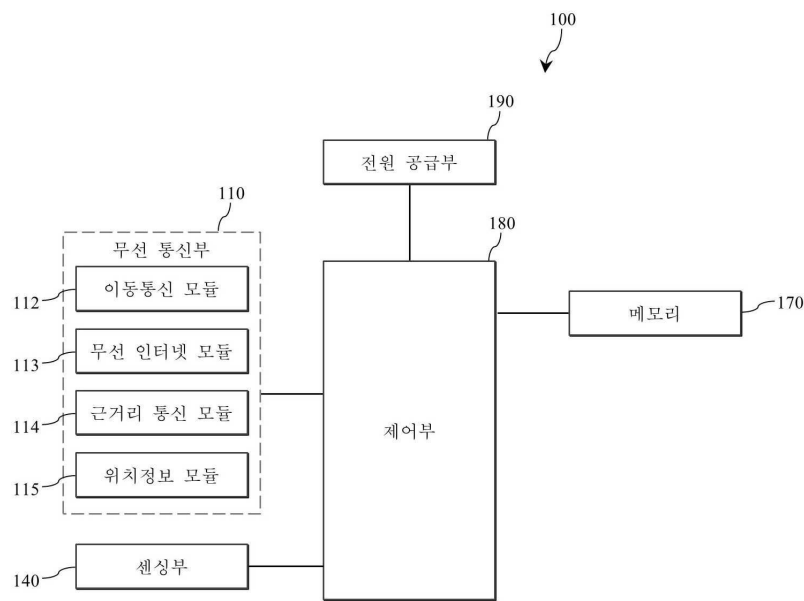 100
190
전원 공급부
110
무선 통신부
180
112
이동통신 모듈
메모리
170
113
무선 인터넷 모듈
114
근거리 통신 모듈
제어부
115
위치정보 모듈
140
센싱부